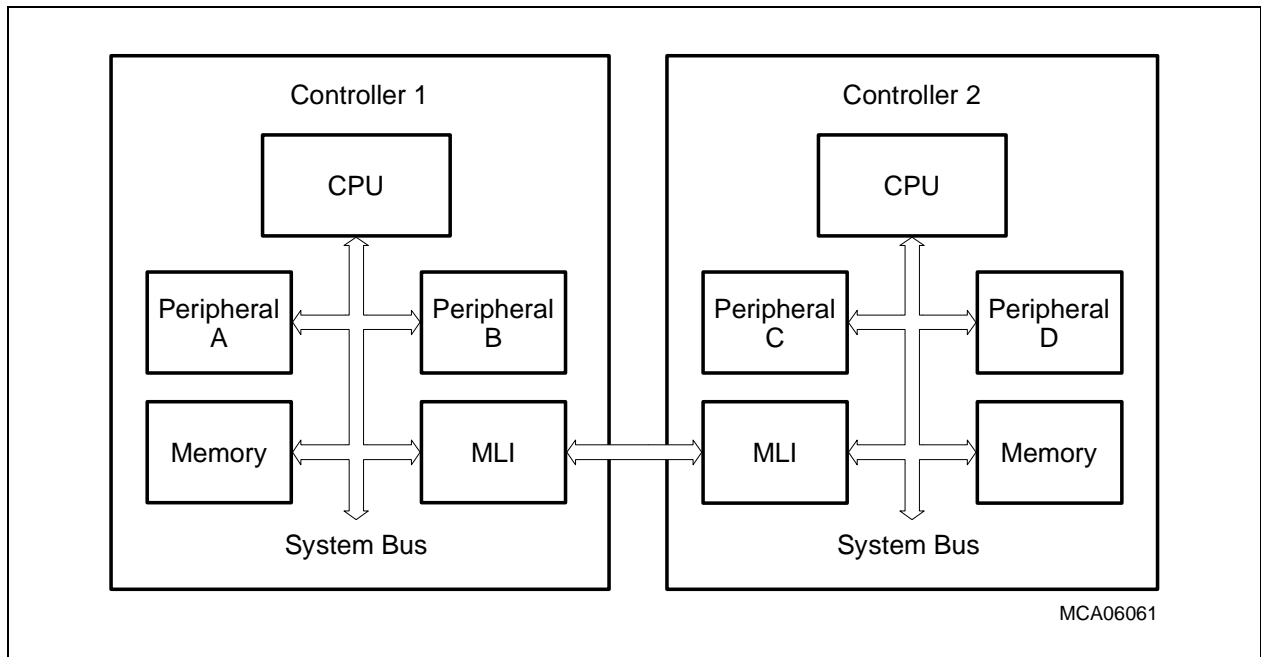 Controller 1
CPU
Peripheral
A
Peripheral
B
Memory
MLI
System Bus
Controller 2
CPU
Peripheral
C
Peripheral
D
MLI
Memory
System Bus
MCA06061